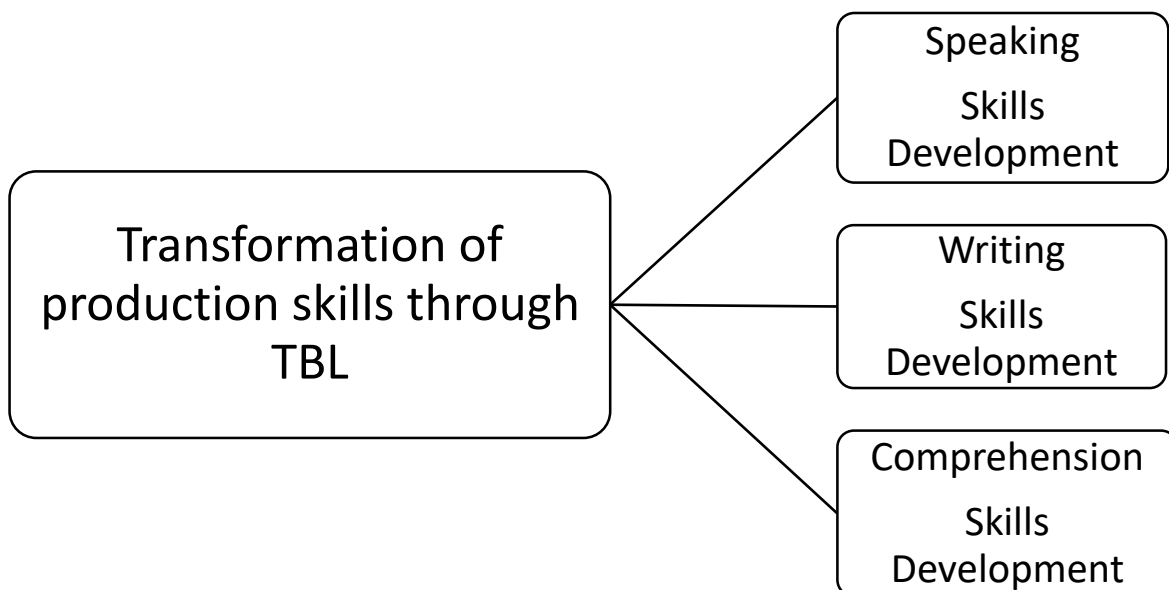 Transformation of
production skills through
TBL
Speaking
Skills
Development
Writing
Skills
Development
Comprehension
Skills
Development